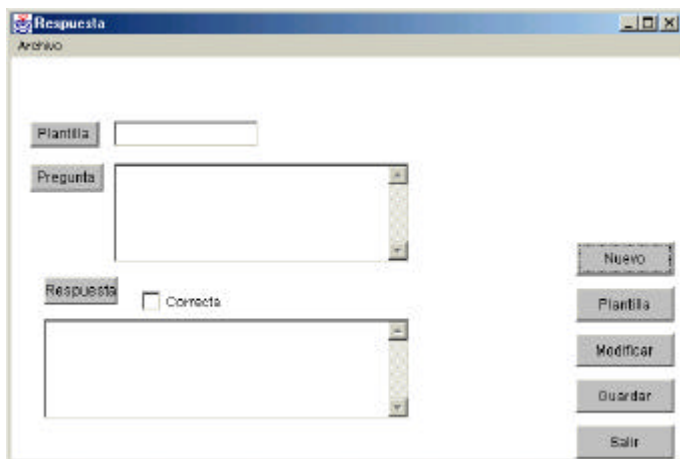 Respuesta
Archivo
Plantilla
Pregunta
Nuevo
Respuesta
Correcta
Plantilla
Modificar
Guardar
Salir